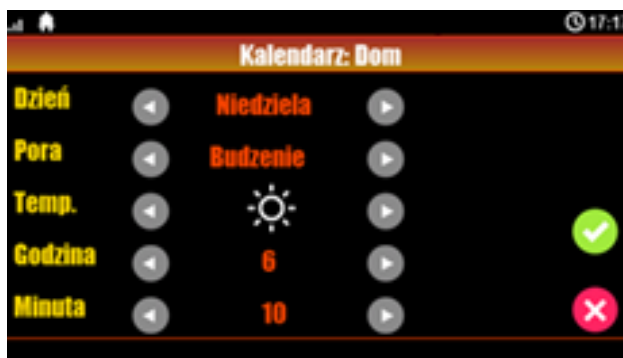 Kalendarz: Dom
Dzień Niedziela
Pora Budzenie
Temp.
Godzina 6
Minuta 10